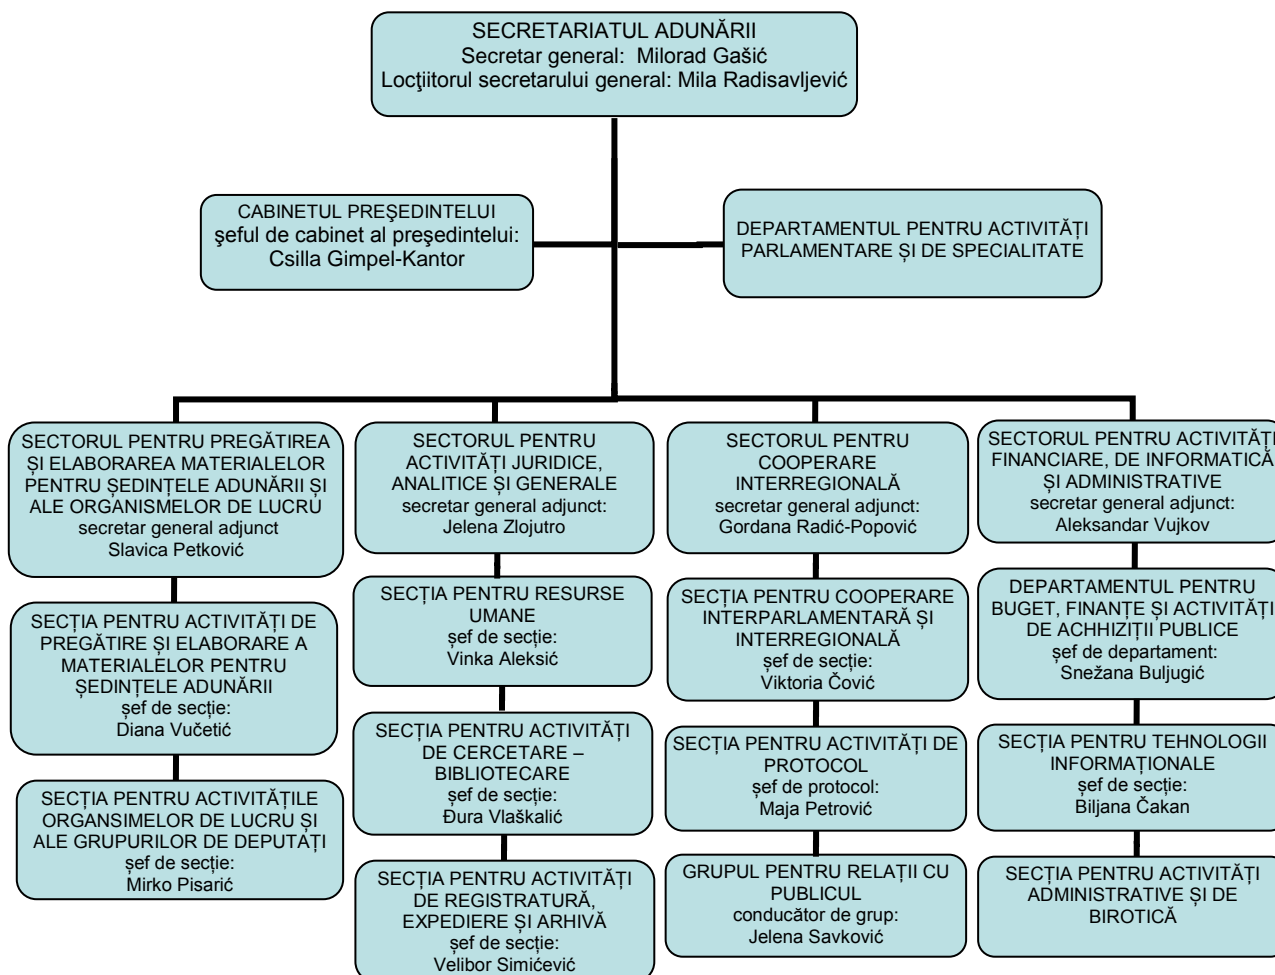 SECRETARIATUL ADUNĂRII
Secretar general:  Milorad Gašić
Locţiitorul secretarului general: Mila Radisavljević
CABINETUL PREŞEDINTELUI
şeful de cabinet al preşedintelui:
Csilla Gimpel-Kantor
DEPARTAMENTUL PENTRU ACTIVITĂȚI
PARLAMENTARE ȘI DE SPECIALITATE
SECTORUL PENTRU PREGĂTIREA
ȘI ELABORAREA MATERIALELOR
PENTRU ȘEDINȚELE ADUNĂRII ȘI
ALE ORGANISMELOR DE LUCRU
secretar general adjunct
Slavica Petković
SECȚIA PENTRU ACTIVITĂȚI DE
PREGĂTIRE ȘI ELABORARE A
MATERIALELOR PENTRU
ȘEDINȚELE ADUNĂRII
șef de secție:
Diana Vučetić
SECȚIA PENTRU ACTIVITĂȚILE
ORGANSIMELOR DE LUCRU ȘI
ALE GRUPURILOR DE DEPUTAȚI
șef de secție:
Mirko Pisarić
SECTORUL PENTRU
ACTIVITĂȚI JURIDICE,
ANALITICE ȘI GENERALE
secretar general adjunct:
Jelena Zlojutro
SECȚIA PENTRU RESURSE
UMANE
șef de secție:
Vinka Aleksić
SECȚIA PENTRU ACTIVITĂȚI
DE CERCETARE –
BIBLIOTECARE
șef de secție:
Đura Vlaškalić
SECȚIA PENTRU ACTIVITĂȚI
DE REGISTRATURĂ,
EXPEDIERE ȘI ARHIVĂ
șef de secție:
Velibor Simićević
SECTORUL PENTRU
COOPERARE
INTERREGIONALĂ
secretar general adjunct:
Gordana Radić-Popović
SECȚIA PENTRU COOPERARE
INTERPARLAMENTARĂ ȘI
INTERREGIONALĂ
șef de secție:
Viktoria Čović
SECȚIA PENTRU ACTIVITĂȚI DE
PROTOCOL
șef de protocol:
Maja Petrović
GRUPUL PENTRU RELAȚII CU
PUBLICUL
conducător de grup:
Jelena Savković
SECTORUL PENTRU ACTIVITĂȚI
FINANCIARE, DE INFORMATICĂ
ȘI ADMINISTRATIVE
secretar general adjunct:
Aleksandar Vujkov
DEPARTAMENTUL PENTRU
BUGET, FINANȚE ȘI ACTIVITĂȚI
DE ACHHIZIȚII PUBLICE
șef de departament:
Snežana Buljugić
SECȚIA PENTRU TEHNOLOGII
INFORMAȚIONALE
șef de secție:
Biljana Čakan
SECȚIA PENTRU ACTIVITĂȚI
ADMINISTRATIVE ȘI DE
BIROTICĂ